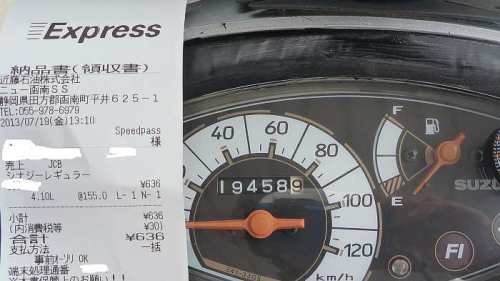 Express
納品書(領収書)
近藤石油株式会社
ニュー函南SS
静岡県田方郡函南町平井625-1
TEL:055-978-6979
2013/07/19(金)13:10
Speedpass
様
売上 JCB
シナジーレギュラー
¥636
4.10L @155.0 L-1 N-1
小計 ¥636
(内消費税等 ¥30)
合計 ¥636
支払方法 一括
事前オーソリ OK
端末処理通番
40
60
80
100
120
km/h
194589
F
E
SUZU
FI